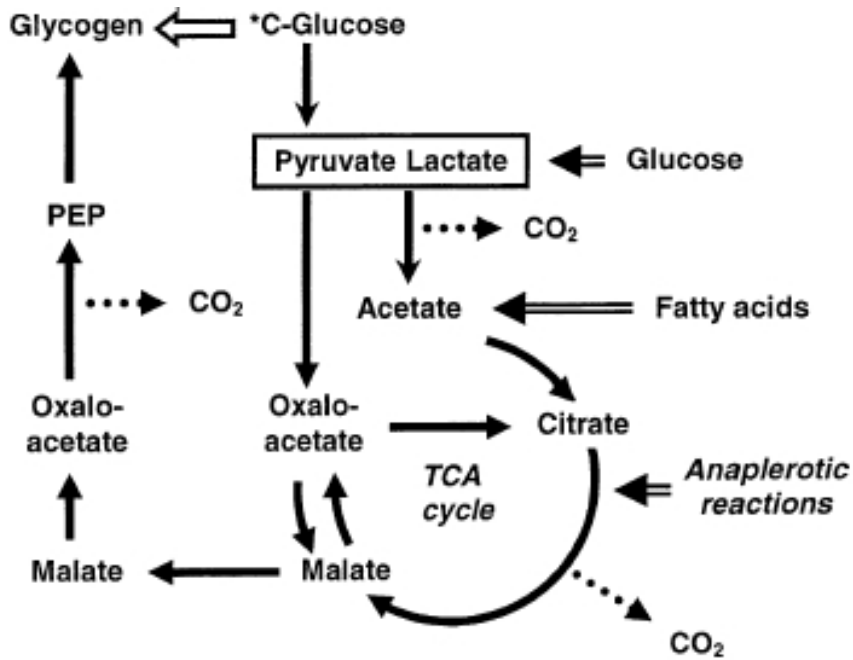 Glycogen *C-Glucose
Pyruvate Lactate Glucose
PEP CO₂
CO₂ Acetate Fatty acids
Oxalo-
acetate
Oxalo-
acetate
Citrate
TCA
cycle
Anaplerotic
reactions
Malate Malate
CO₂